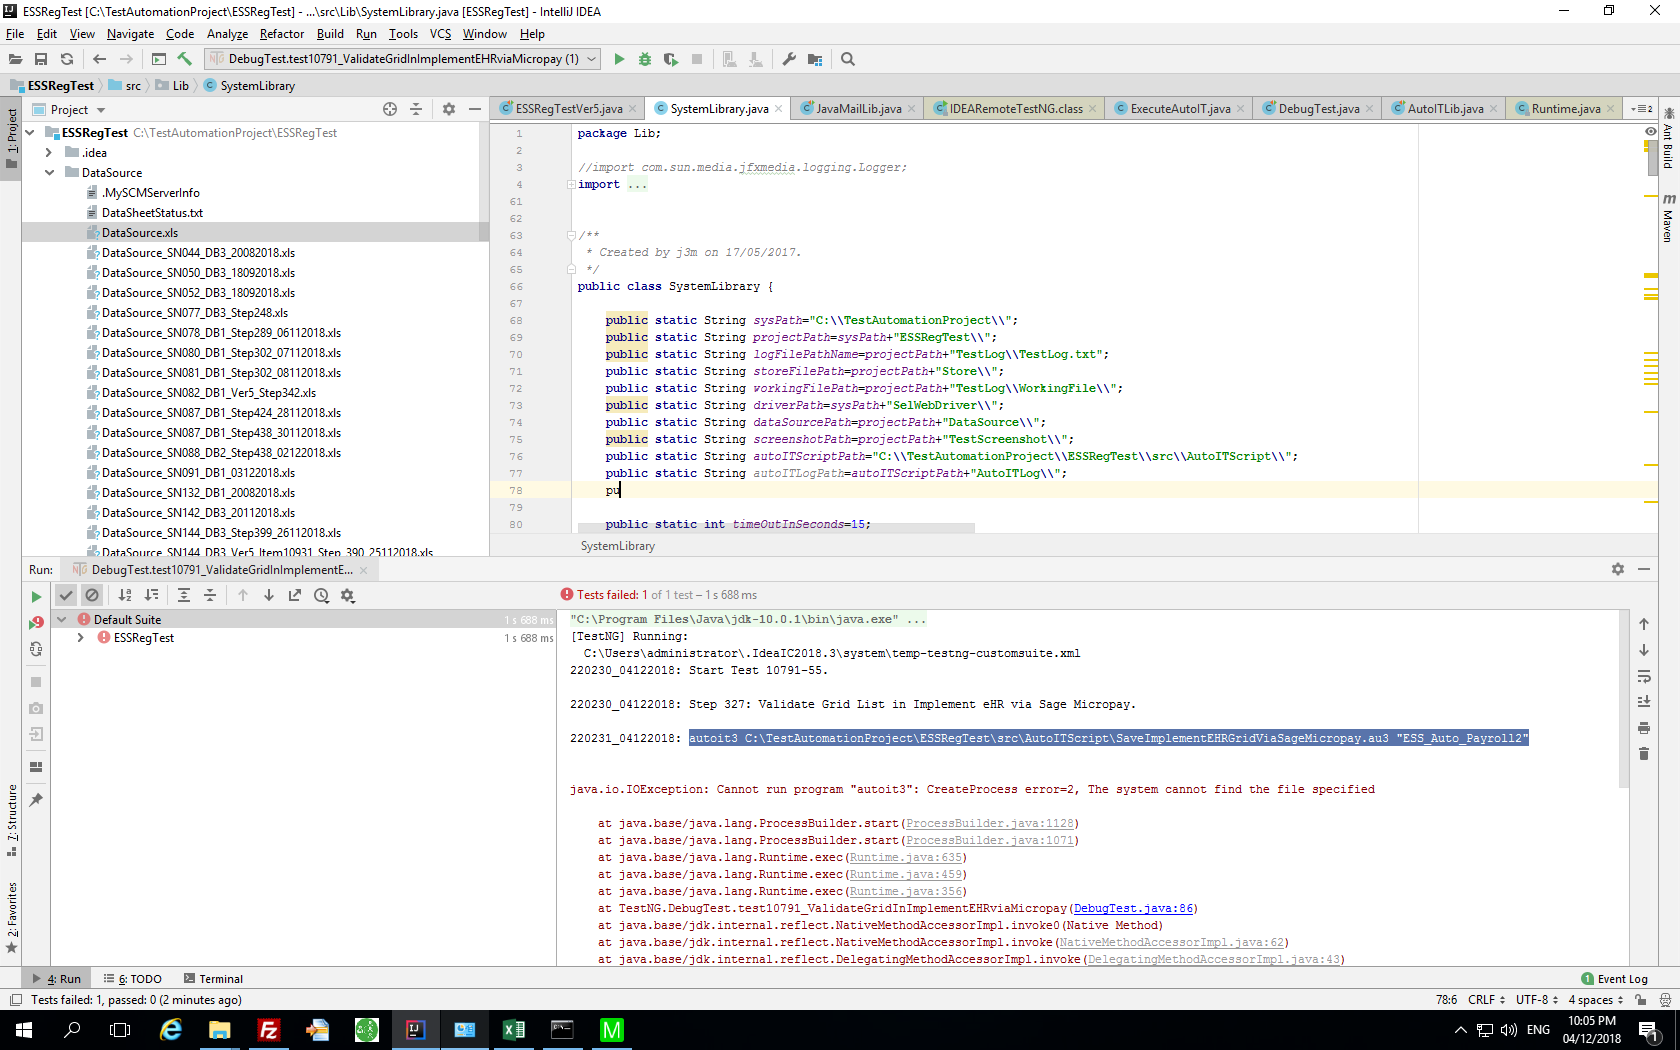 ESSRegTest [C:\TestAutomationProject\ESSRegTest] - ...\src\Lib\SystemLibrary.java [ESSRegTest] - IntelliJ IDEA
File Edit View Navigate Code Analyze Refactor Build Run Tools VCS Window Help
DebugTest.test10791_ValidateGridInImplementEHRviaMicropay (1)
ESSRegTest src Lib SystemLibrary
1: Project
Project
ESSRegTest C:\TestAutomationProject\ESSRegTest
.idea
DataSource
.MySCMServerInfo
DataSheetStatus.txt
DataSource.xls
DataSource_SN044_DB3_20082018.xls
DataSource_SN050_DB3_18092018.xls
DataSource_SN052_DB3_18092018.xls
DataSource_SN077_DB3_Step248.xls
DataSource_SN078_DB1_Step289_06112018.xls
DataSource_SN080_DB1_Step302_07112018.xls
DataSource_SN081_DB1_Step302_08112018.xls
DataSource_SN082_DB1_Ver5_Step342.xls
DataSource_SN087_DB1_Step424_28112018.xls
DataSource_SN087_DB1_Step438_30112018.xls
DataSource_SN088_DB2_Step438_02122018.xls
DataSource_SN091_DB1_03122018.xls
DataSource_SN132_DB1_20082018.xls
DataSource_SN142_DB3_20112018.xls
DataSource_SN144_DB3_Step399_26112018.xls
DataSource_SN144_DB3_Ver5_Item10931_Step_390_25112018.xls
ESSRegTestVer5.java SystemLibrary.java JavaMailLib.java IDEARemoteTestNG.class ExecuteAutoIT.java DebugTest.java AutoITLib.java Runtime.java 2
1 package Lib;
2
3 //import com.sun.media.jfxmedia.logging.Logger;
4 import ...
61
62
63 /**
64 * Created by j3m on 17/05/2017.
65 */
66 public class SystemLibrary {
67
68 public static String sysPath="C:\\TestAutomationProject\\";
69 public static String projectPath=sysPath+"ESSRegTest\\";
70 public static String logFilePathName=projectPath+"TestLog\\TestLog.txt";
71 public static String storeFilePath=projectPath+"Store\\";
72 public static String workingFilePath=projectPath+"TestLog\\WorkingFile\\";
73 public static String driverPath=sysPath+"SelWebDriver\\";
74 public static String dataSourcePath=projectPath+"DataSource\\";
75 public static String screenshotPath=projectPath+"TestScreenshot\\";
76 public static String autoITScriptPath="C:\\TestAutomationProject\\ESSRegTest\\src\\AutoITScript\\";
77 public static String autoITLogPath=autoITScriptPath+"AutoITLog\\";
78 pu
79
80 public static int timeOutInSeconds=15;
SystemLibrary
Ant Build
Maven
Run: DebugTest.test10791_ValidateGridInImplementE...
Tests failed: 1 of 1 test – 1 s 688 ms
Default Suite 1 s 688 ms
ESSRegTest 1 s 688 ms
"C:\Program Files\Java\jdk-10.0.1\bin\java.exe" ...
[TestNG] Running:
C:\Users\administrator\.IdeaIC2018.3\system\temp-testng-customsuite.xml
220230_04122018: Start Test 10791-55.
220230_04122018: Step 327: Validate Grid List in Implement eHR via Sage Micropay.
220231_04122018: autoit3 C:\TestAutomationProject\ESSRegTest\src\AutoITScript\SaveImplementEHRGridViaSageMicropay.au3 "ESS_Auto_Payroll2"
java.io.IOException: Cannot run program "autoit3": CreateProcess error=2, The system cannot find the file specified
at java.base/java.lang.ProcessBuilder.start(ProcessBuilder.java:1128)
at java.base/java.lang.ProcessBuilder.start(ProcessBuilder.java:1071)
at java.base/java.lang.Runtime.exec(Runtime.java:635)
at java.base/java.lang.Runtime.exec(Runtime.java:459)
at java.base/java.lang.Runtime.exec(Runtime.java:356)
at TestNG.DebugTest.test10791_ValidateGridInImplementEHRviaMicropay(DebugTest.java:86)
at java.base/jdk.internal.reflect.NativeMethodAccessorImpl.invoke0(Native Method)
at java.base/jdk.internal.reflect.NativeMethodAccessorImpl.invoke(NativeMethodAccessorImpl.java:62)
at java.base/jdk.internal.reflect.DelegatingMethodAccessorImpl.invoke(DelegatingMethodAccessorImpl.java:43)
7: Structure
2: Favorites
4: Run 6: TODO Terminal 1 Event Log
Tests failed: 1, passed: 0 (2 minutes ago) 78:6 CRLF UTF-8 4 spaces
ENG 10:05 PM
04/12/2018 1